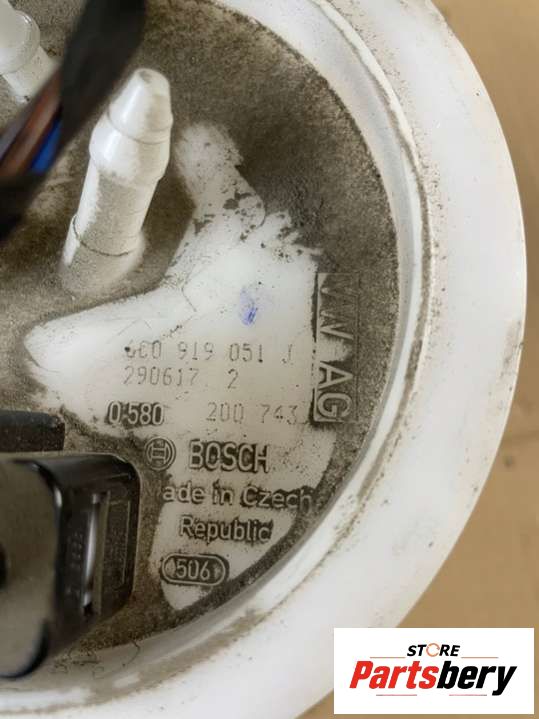 6C0 919 051 J
290617 2
0 580 200 743
VW AG
BOSCH
ade in Czech
Republic
506
STORE
Partsbery